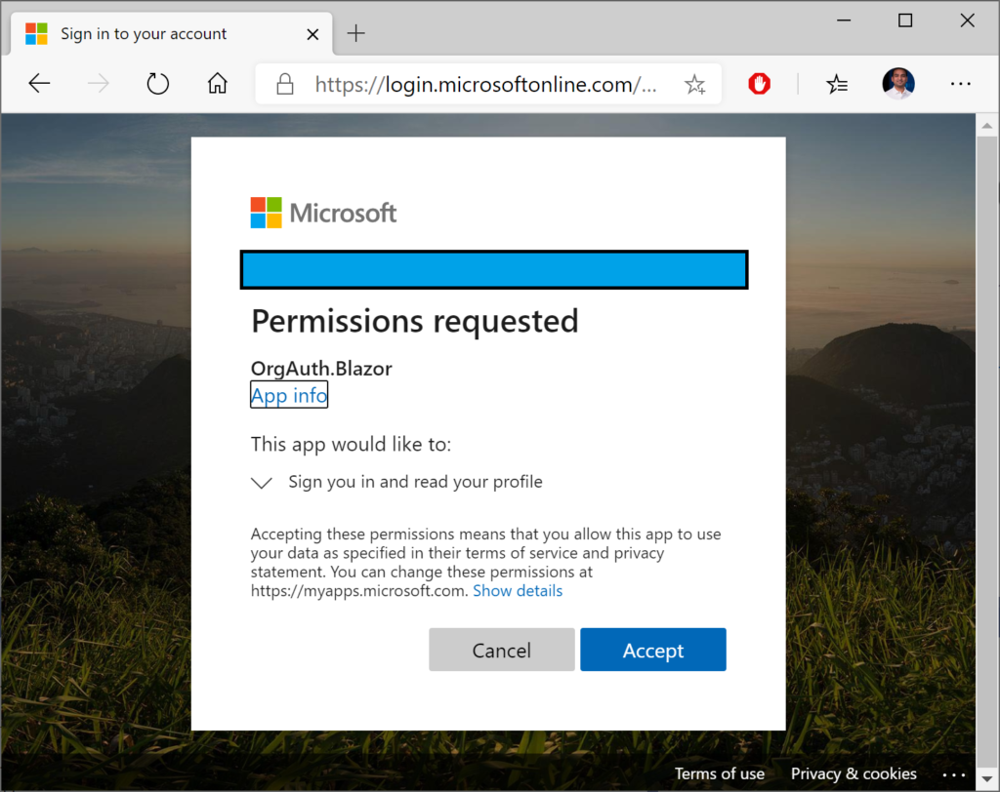 Sign in to your account
https://login.microsoftonline.com/...
Microsoft
Permissions requested
OrgAuth.Blazor
App info
This app would like to:
Sign you in and read your profile
Accepting these permissions means that you allow this app to use
your data as specified in their terms of service and privacy
statement. You can change these permissions at
https://myapps.microsoft.com. Show details
Cancel Accept
Terms of use Privacy & cookies ...